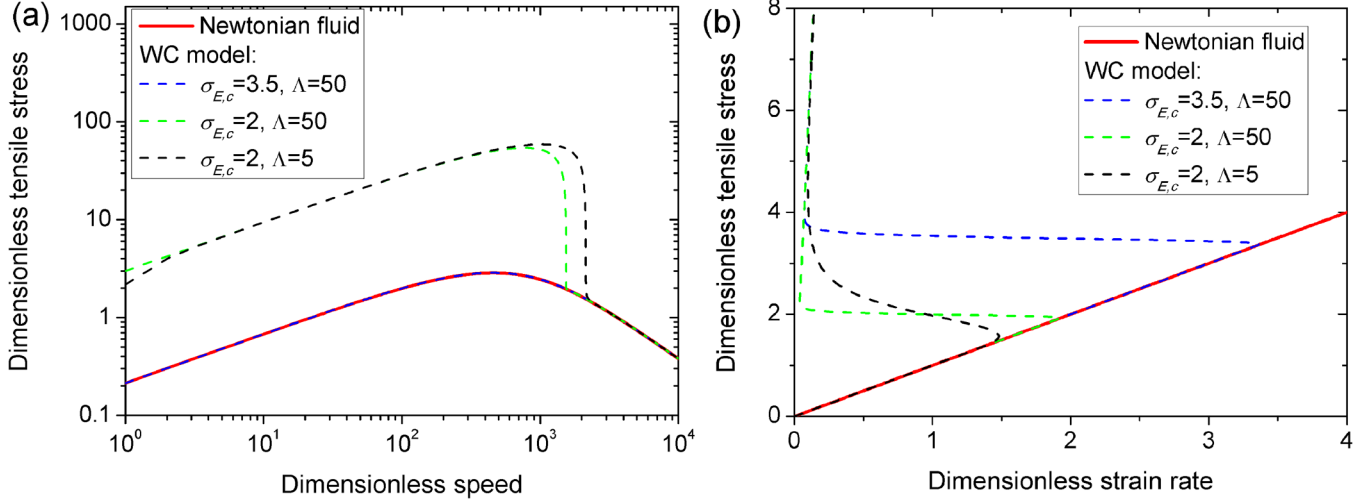 (a)
Dimensionless tensile stress
1000
100
10
1
0.1
Newtonian fluid
WC model:
σE,c=3.5, Λ=50
σE,c=2, Λ=50
σE,c=2, Λ=5
10⁰ 10¹ 10² 10³ 10⁴
Dimensionless speed
(b)
Dimensionless tensile stress
8
6
4
2
0
Newtonian fluid
WC model:
σE,c=3.5, Λ=50
σE,c=2, Λ=50
σE,c=2, Λ=5
0 1 2 3 4
Dimensionless strain rate